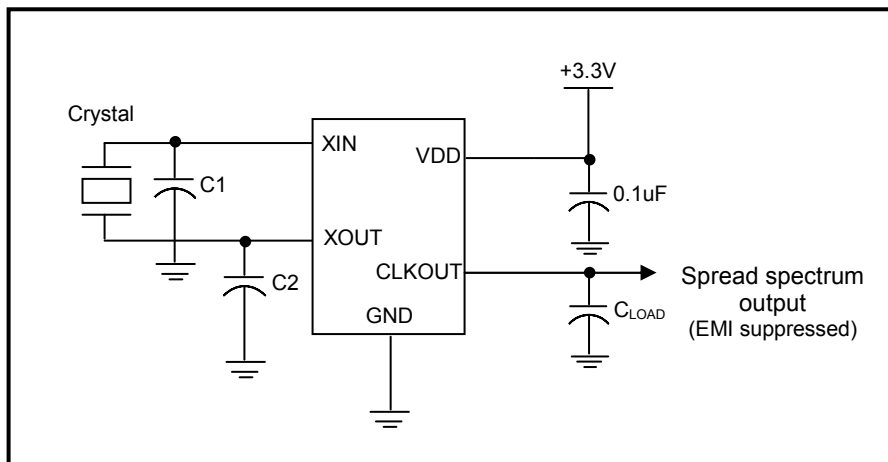 +3.3V
Crystal
XIN
VDD
C1
0.1uF
XOUT
C2
CLKOUT
Spread spectrum
output
(EMI suppressed)
CLOAD
GND